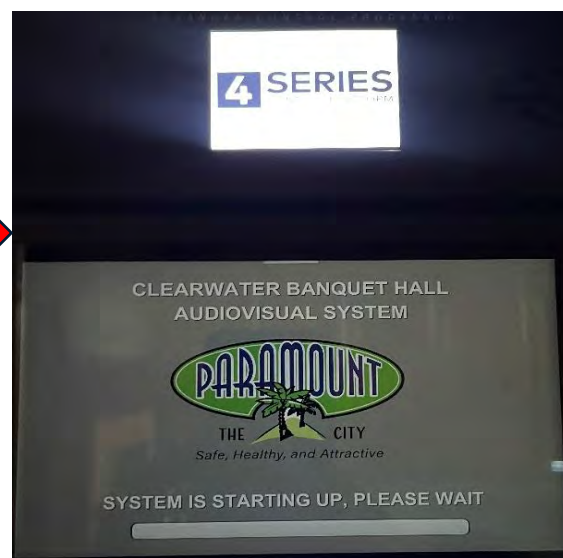 4 SERIES
CLEARWATER BANQUET HALL
AUDIOVISUAL SYSTEM
PARAMOUNT
THE CITY
Safe, Healthy, and Attractive
SYSTEM IS STARTING UP, PLEASE WAIT